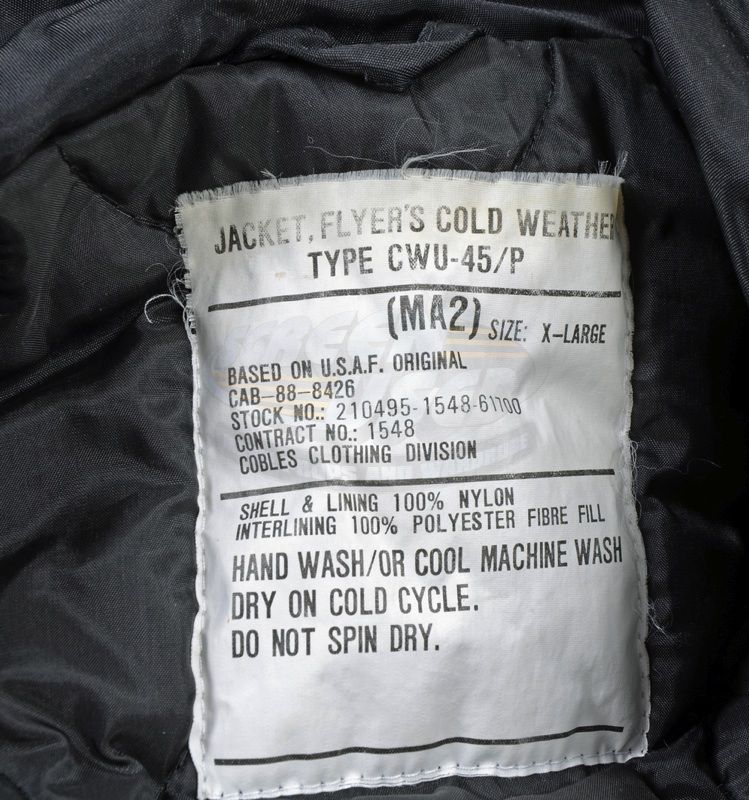 JACKET, FLYER'S COLD WEATHER
TYPE CWU-45/P
(MA2) SIZE: X-LARGE
BASED ON U.S.A.F. ORIGINAL
CAB-88-8426
STOCK NO.: 210495-1548-61700
CONTRACT NO.: 1548
COBLES CLOTHING DIVISION
SHELL & LINING 100% NYLON
INTERLINING 100% POLYESTER FIBRE FILL
HAND WASH/OR COOL MACHINE WASH
DRY ON COLD CYCLE.
DO NOT SPIN DRY.